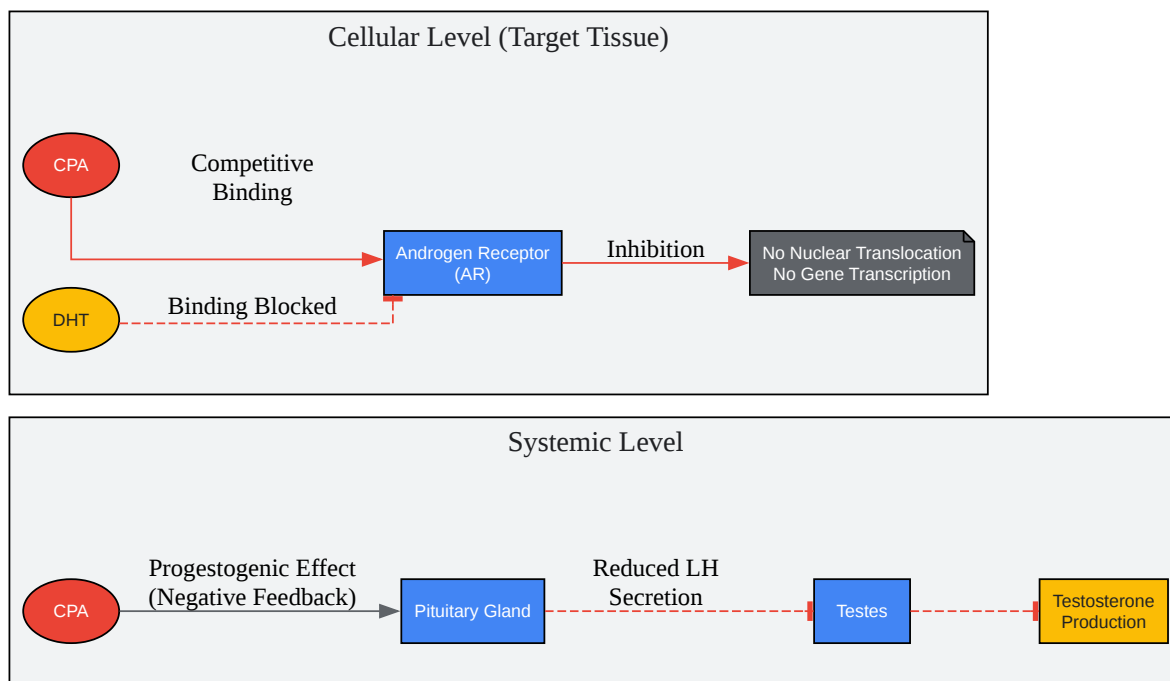 Cellular Level (Target Tissue)
CPA
Competitive
Binding
Androgen Receptor
(AR)
Inhibition
No Nuclear Translocation
No Gene Transcription
DHT
Binding Blocked
Systemic Level
CPA
Progestogenic Effect
(Negative Feedback)
Pituitary Gland
Reduced LH
Secretion
Testes
Testosterone
Production